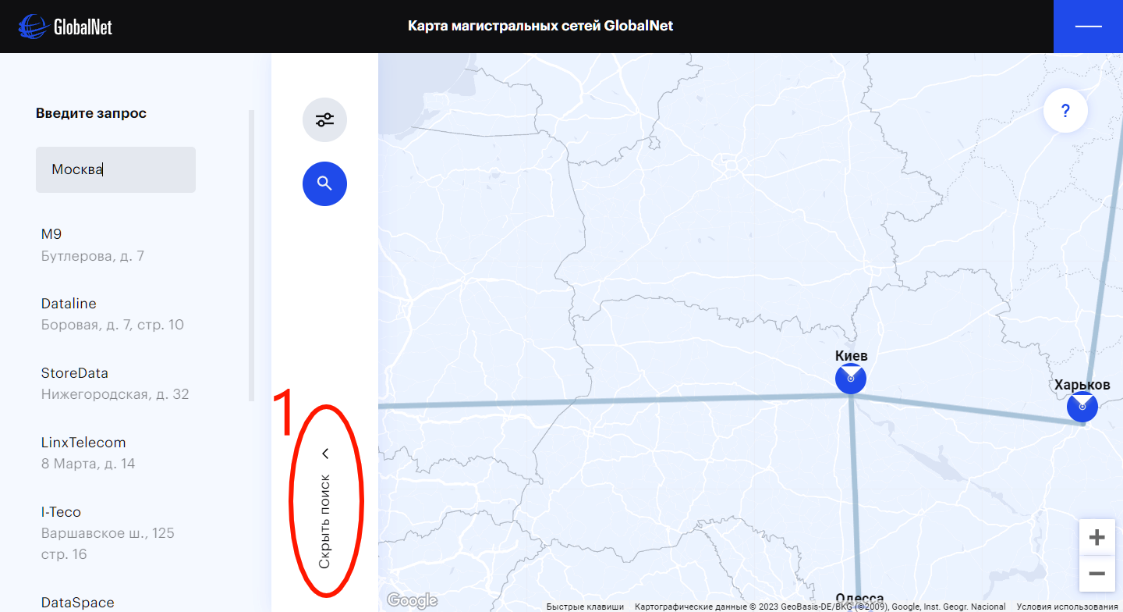 GlobalNet
Карта магистральных сетей GlobalNet
Введите запрос
Москва
M9
Бутлерова, д. 7
Dataline
Боровая, д. 7, стр. 10
StoreData
Нижегородская, д. 32
LinxTelecom
8 Марта, д. 14
I-Teco
Варшавское ш., 125
стр. 16
DataSpace
1
Скрыть поиск
?
Киев
Харьков
Одесса
+
−
Google
Быстрые клавиши
Картографические данные © 2023 GeoBasis-DE/BKG (©2009), Google, Inst. Geogr. Nacional
Условия использования